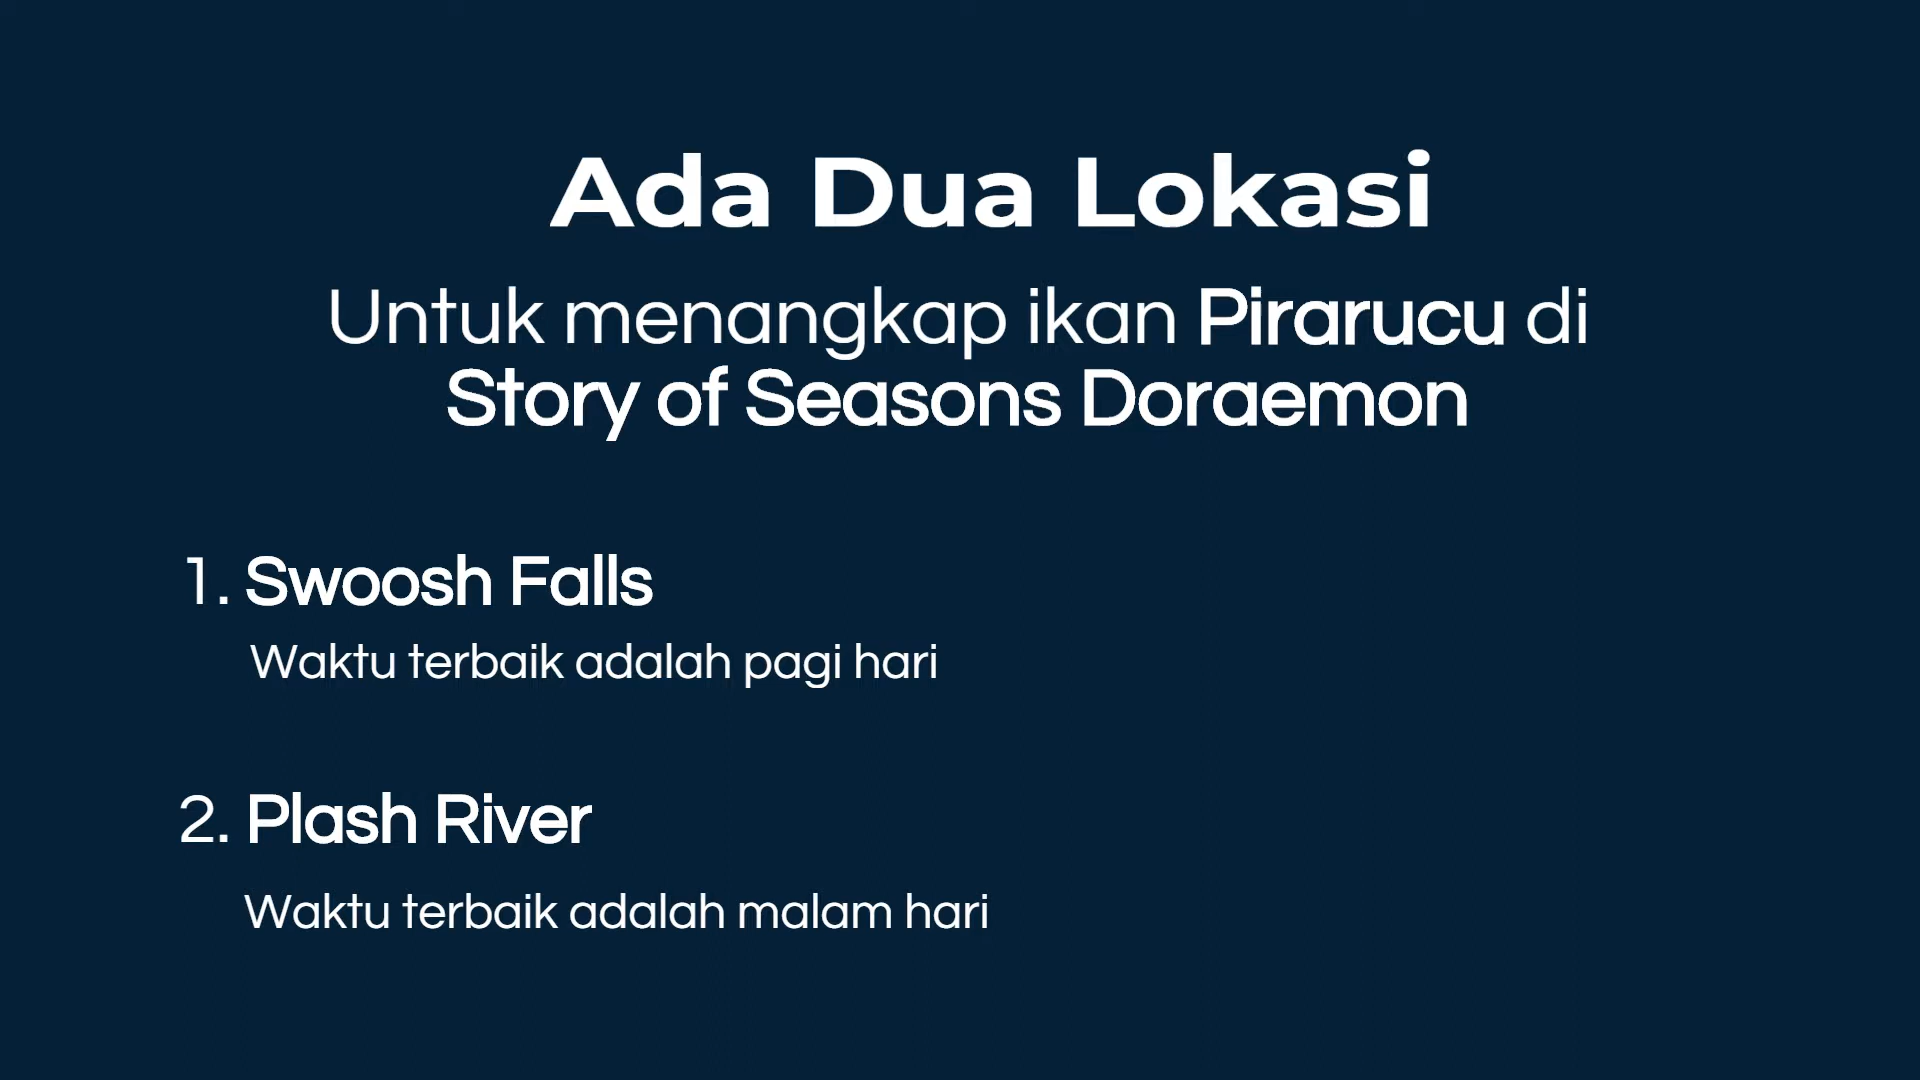 Ada Dua Lokasi
Untuk menangkap ikan Pirarucu di
Story of Seasons Doraemon
1. Swoosh Falls
Waktu terbaik adalah pagi hari
2. Plash River
Waktu terbaik adalah malam hari